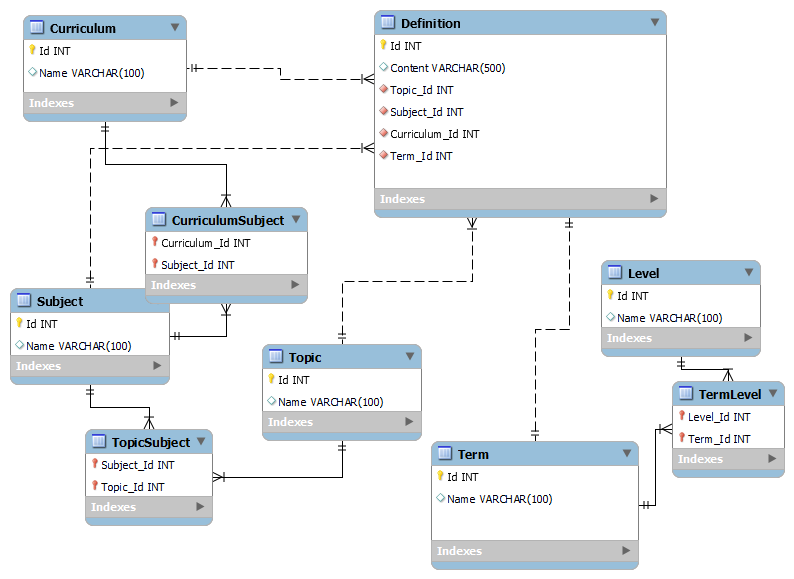 Curriculum
Id INT
Name VARCHAR(100)
Indexes
Definition
Id INT
Content VARCHAR(500)
Topic_Id INT
Subject_Id INT
Curriculum_Id INT
Term_Id INT
Indexes
CurriculumSubject
Curriculum_Id INT
Subject_Id INT
Indexes
Subject
Id INT
Name VARCHAR(100)
Indexes
Level
Id INT
Name VARCHAR(100)
Indexes
Topic
Id INT
Name VARCHAR(100)
Indexes
TermLevel
Level_Id INT
Term_Id INT
Indexes
TopicSubject
Subject_Id INT
Topic_Id INT
Indexes
Term
Id INT
Name VARCHAR(100)
Indexes